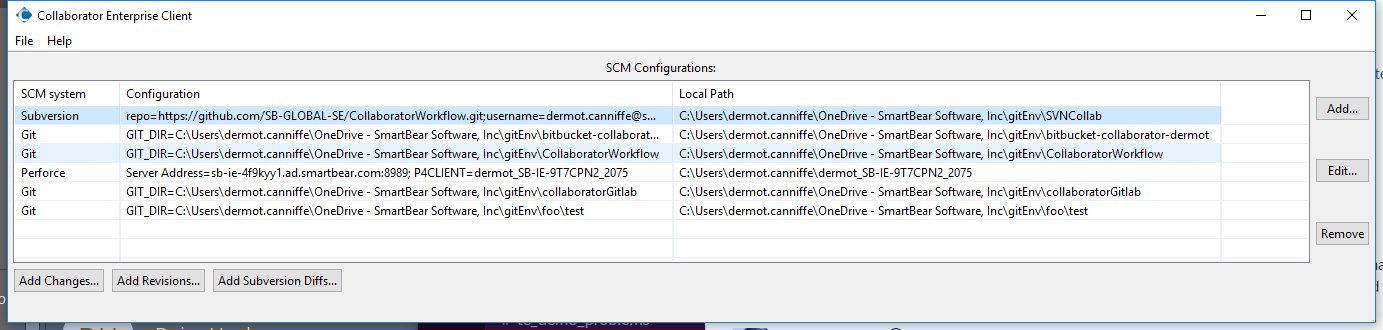 Collaborator Enterprise Client
File Help
SCM Configurations:
SCM system Configuration Local Path
Subversion repo=https://github.com/SB-GLOBAL-SE/CollaboratorWorkflow.git;username=dermot.canniffe@s... C:\Users\dermot.canniffe\OneDrive - SmartBear Software, Inc\gitEnv\SVNCollab
Git GIT_DIR=C:\Users\dermot.canniffe\OneDrive - SmartBear Software, Inc\gitEnv\bitbucket-collaborat... C:\Users\dermot.canniffe\OneDrive - SmartBear Software, Inc\gitEnv\bitbucket-collaborator-dermot
Git GIT_DIR=C:\Users\dermot.canniffe\OneDrive - SmartBear Software, Inc\gitEnv\CollaboratorWorkflow C:\Users\dermot.canniffe\OneDrive - SmartBear Software, Inc\gitEnv\CollaboratorWorkflow
Perforce Server Address=sb-ie-4f9kyy1.ad.smartbear.com:8989; P4CLIENT=dermot_SB-IE-9T7CPN2_2075 C:\Users\dermot.canniffe\dermot_SB-IE-9T7CPN2_2075
Git GIT_DIR=C:\Users\dermot.canniffe\OneDrive - SmartBear Software, Inc\gitEnv\collaboratorGitlab C:\Users\dermot.canniffe\OneDrive - SmartBear Software, Inc\gitEnv\collaboratorGitlab
Git GIT_DIR=C:\Users\dermot.canniffe\OneDrive - SmartBear Software, Inc\gitEnv\foo\test C:\Users\dermot.canniffe\OneDrive - SmartBear Software, Inc\gitEnv\foo\test
Add...
Edit...
Remove
Add Changes... Add Revisions... Add Subversion Diffs...